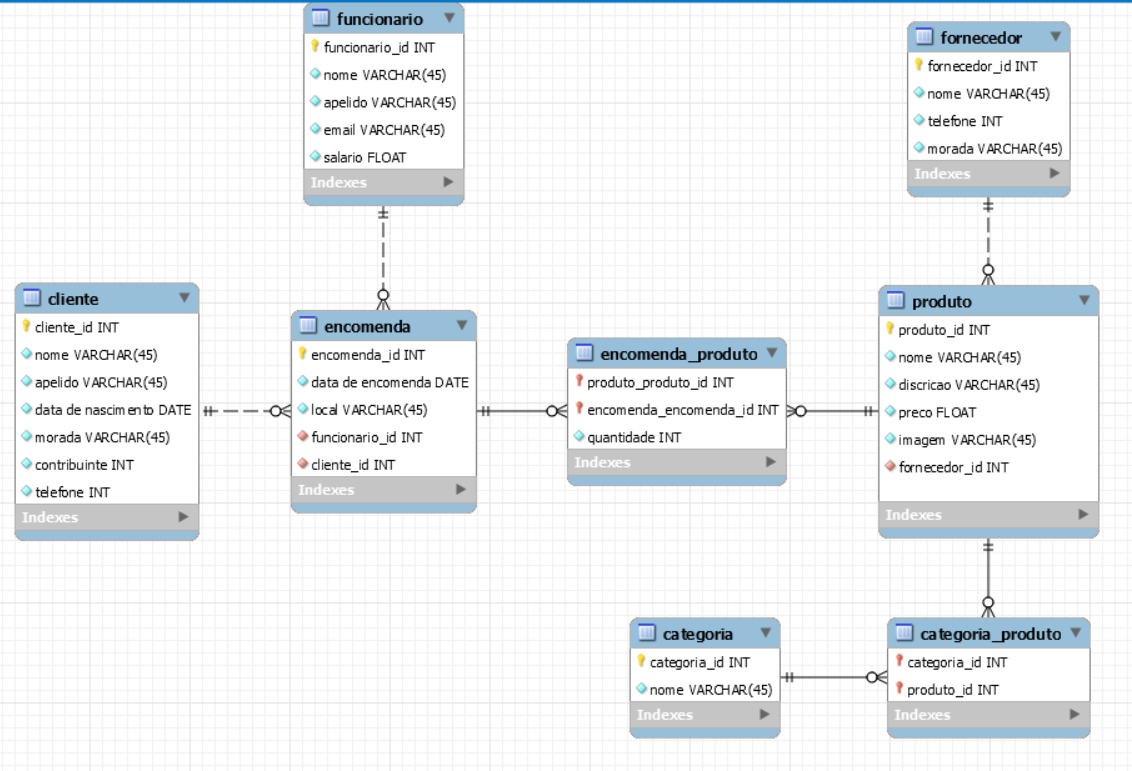 funcionario
funcionario_id INT
nome VARCHAR(45)
apelido VARCHAR(45)
email VARCHAR(45)
salario FLOAT
Indexes
fornecedor
fornecedor_id INT
nome VARCHAR(45)
telefone INT
morada VARCHAR(45)
Indexes
cliente
cliente_id INT
nome VARCHAR(45)
apelido VARCHAR(45)
data de nascimento DATE
morada VARCHAR(45)
contribuinte INT
telefone INT
Indexes
encomenda
encomenda_id INT
data de encomenda DATE
local VARCHAR(45)
funcionario_id INT
cliente_id INT
Indexes
encomenda_produto
produto_produto_id INT
encomenda_encomenda_id INT
quantidade INT
Indexes
produto
produto_id INT
nome VARCHAR(45)
discricao VARCHAR(45)
preco FLOAT
imagem VARCHAR(45)
fornecedor_id INT
Indexes
categoria
categoria_id INT
nome VARCHAR(45)
Indexes
categoria_produto
categoria_id INT
produto_id INT
Indexes